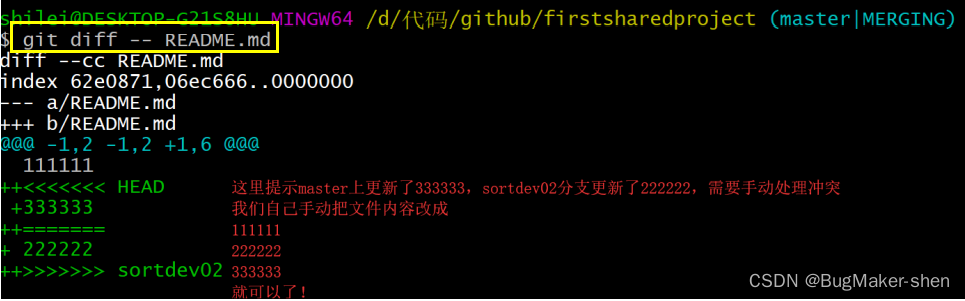 shilei@DESKTOP-G21S8HU MINGW64 /d/代码/github/firstsharedproject (master|MERGING)
$ git diff -- README.md
diff --cc README.md
index 62e0871,06ec666..0000000
--- a/README.md
+++ b/README.md
@@@ -1,2 -1,2 +1,6 @@@
  111111
++<<<<<<< HEAD 这里提示master上更新了333333，sortdev02分支更新了222222，需要手动处理冲突
 +333333 我们自己手动把文件内容改成
++======= 111111
+ 222222 222222
++>>>>>>> sortdev02 333333
就可以了！
CSDN @BugMaker-shen